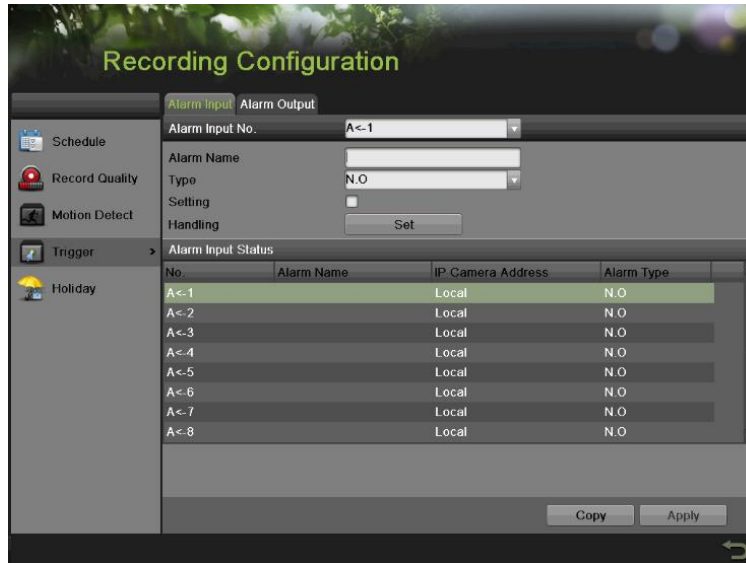 Recording Configuration
Alarm Input Alarm Output
Alarm Input No. A<-1
Schedule
Alarm Name
Record Quality
Type N.O
Setting
Motion Detect
Handling Set
Trigger >
Alarm Input Status
No. Alarm Name IP Camera Address Alarm Type
Holiday
A<-1 Local N.O
A<-2 Local N.O
A<-3 Local N.O
A<-4 Local N.O
A<-5 Local N.O
A<-6 Local N.O
A<-7 Local N.O
A<-8 Local N.O
Copy Apply